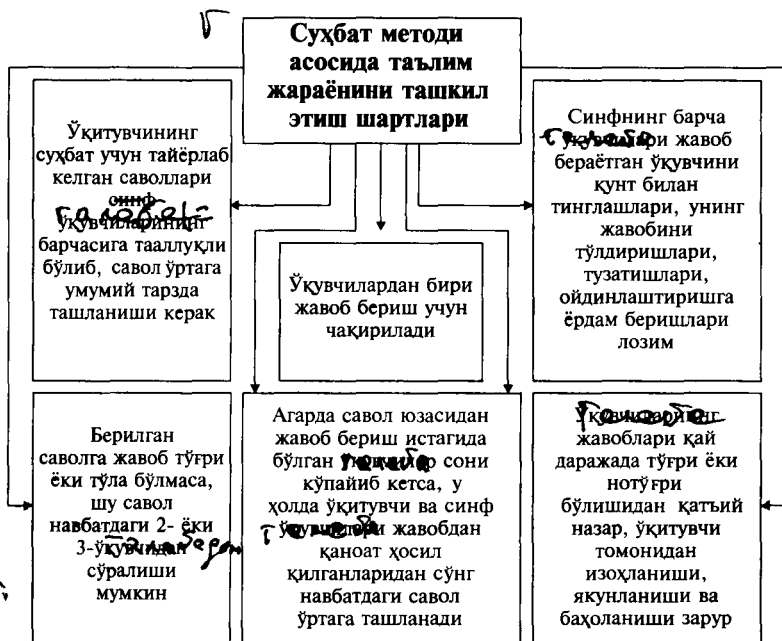 Суҳбат методи
асосида таълим
жараёнини ташкил
этиш шартлари
Ўқитувчининг
суҳбат учун тайёрлаб
келган саволлари
синф
ўқувчиларининг
барчасига тааллуқли
бўлиб, савол ўртага
умумий тарзда
ташланиши керак
Ўқувчилардан бири
жавоб бериш учун
чақирилади
Синфнинг барча
талаба
ўқувчилари жавоб
бераётган ўқувчини
қунт билан
тинглашлари, унинг
жавобини
тўлдиришлари,
тузатишлари,
ойдинлаштиришга
ёрдам беришлари
лозим
Берилган
саволга жавоб тўғри
ёки тўла бўлмаса,
шу савол
навбатдаги 2- ёки
3-ўқувчидан
талабадан
сўралиши
мумкин
Агарда савол юзасидан
жавоб бериш истагида
бўлган талаба сони
кўпайиб кетса, у
ҳолда ўқитувчи ва синф
талаба
ўқувчилари жавобдан
қаноат ҳосил
қилганларидан сўнг
навбатдаги савол
ўртага ташланади
Талаба
Ўқувчиларнинг
жавоблари қай
даражада тўғри ёки
нотўғри
бўлишидан қатъий
назар, ўқитувчи
томонидан
изоҳланиши,
якунланиши ва
баҳоланиши зарур